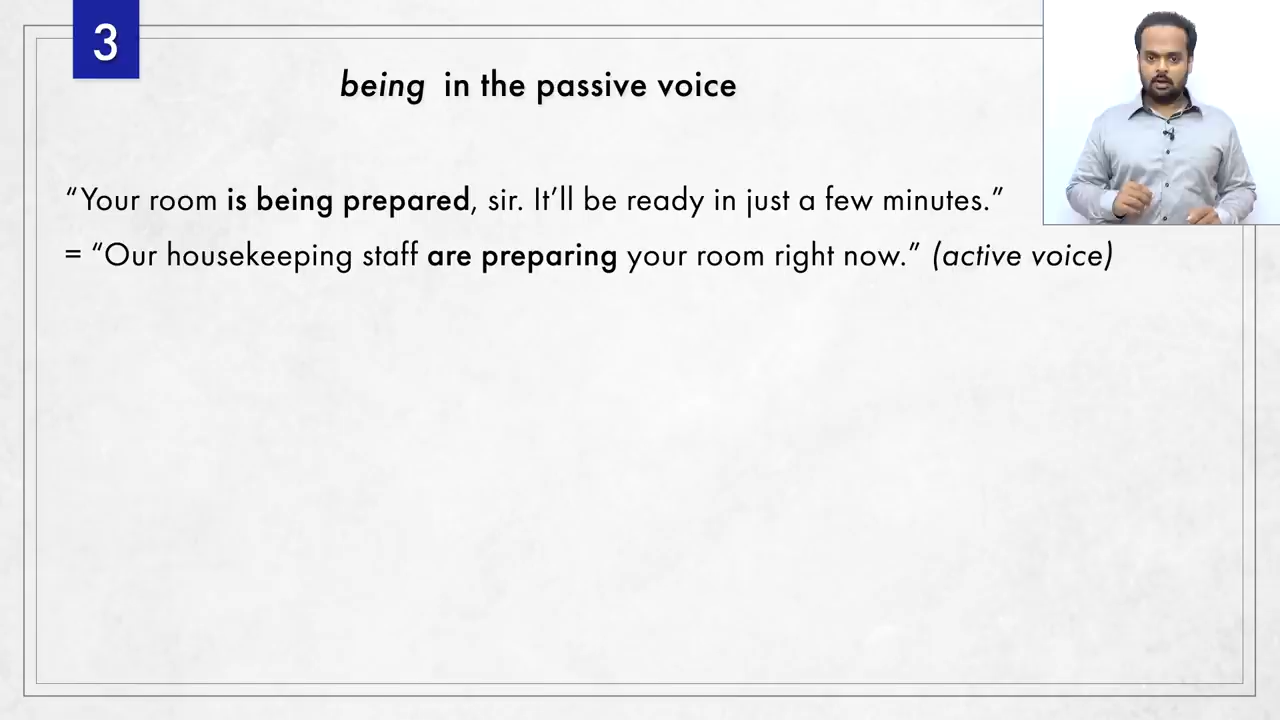 3
being in the passive voice
“Your room is being prepared, sir. It’ll be ready in just a few minutes.”
= “Our housekeeping staff are preparing your room right now.” (active voice)